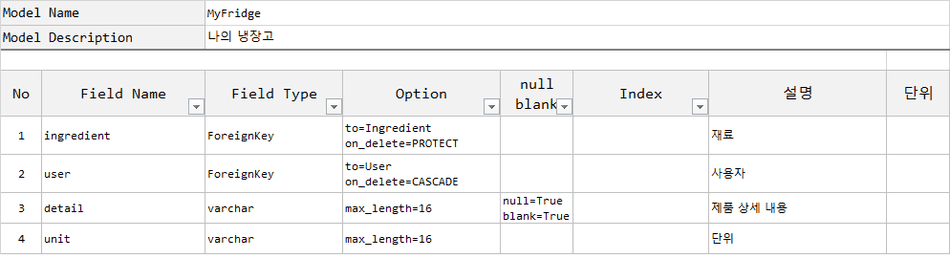 Model Name MyFridge
Model Description 나의 냉장고
No Field Name Field Type Option null blank Index 설명 단위
1 ingredient ForeignKey to=Ingredient on_delete=PROTECT 재료
2 user ForeignKey to=User on_delete=CASCADE 사용자
3 detail varchar max_length=16 null=True blank=True 제품 상세 내용
4 unit varchar max_length=16 단위